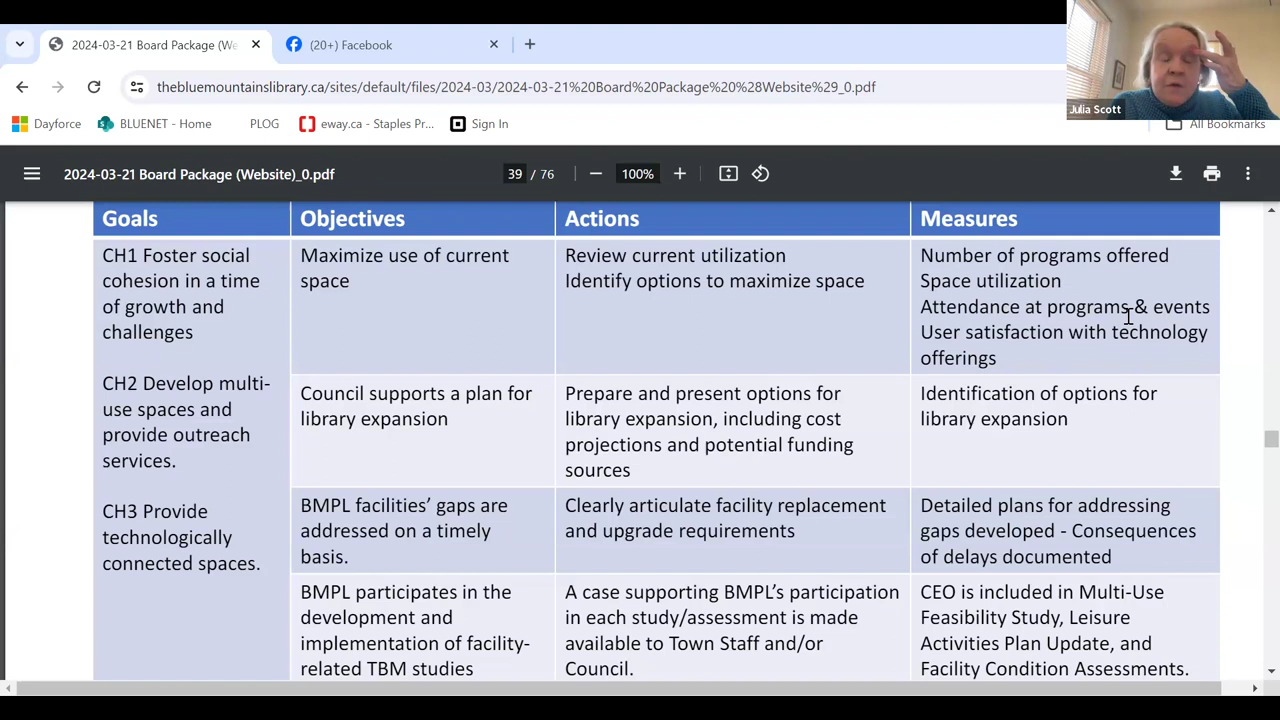 2024-03-21 Board Package (We
(20+) Facebook
thebluemountainslibrary.ca/sites/default/files/2024-03/2024-03-21%20Board%20Package%20%28Website%29_0.pdf
Julia Scott
Dayforce
BLUENET - Home
PLOG
eway.ca - Staples Pr...
Sign In
All Bookmarks
2024-03-21 Board Package (Website)_0.pdf
39 / 76
100%
Goals
Objectives
Actions
Measures
CH1 Foster social
cohesion in a time
of growth and
challenges
CH2 Develop multi-
use spaces and
provide outreach
services.
CH3 Provide
technologically
connected spaces.
Maximize use of current
space
Review current utilization
Identify options to maximize space
Number of programs offered
Space utilization
Attendance at programs & events
User satisfaction with technology
offerings
Council supports a plan for
library expansion
Prepare and present options for
library expansion, including cost
projections and potential funding
sources
Identification of options for
library expansion
BMPL facilities' gaps are
addressed on a timely
basis.
Clearly articulate facility replacement
and upgrade requirements
Detailed plans for addressing
gaps developed - Consequences
of delays documented
BMPL participates in the
development and
implementation of facility-
related TBM studies
A case supporting BMPL's participation
in each study/assessment is made
available to Town Staff and/or
Council.
CEO is included in Multi-Use
Feasibility Study, Leisure
Activities Plan Update, and
Facility Condition Assessments.